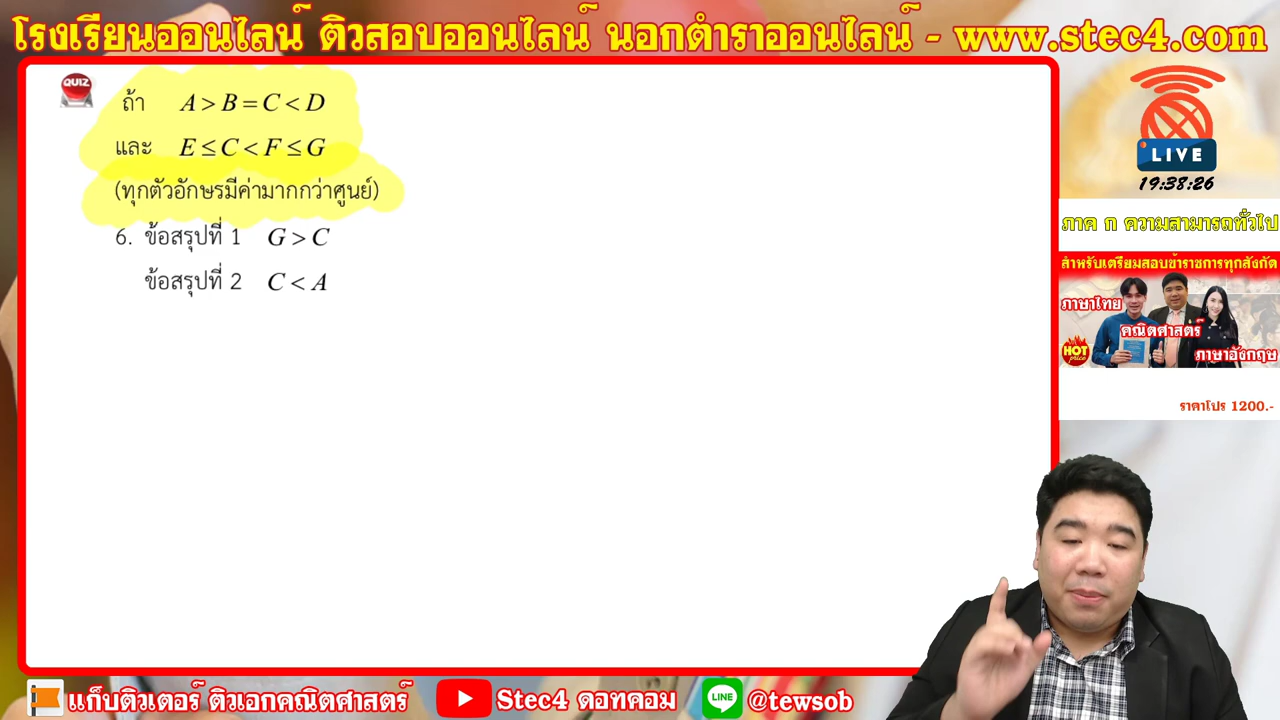 โรงเรียนออนไลน์ ติวสอบออนไลน์ นอกตำราออนไลน์ - www.stec4.com
QUIZ
ถ้า A > B = C < D
และ E ≤ C < F ≤ G
(ทุกตัวอักษรมีค่ามากกว่าศูนย์)
6. ข้อสรุปที่ 1 G > C
ข้อสรุปที่ 2 C < A
LIVE
19:38:26
ภาค ก ความสามารถทั่วไป
สำหรับเตรียมสอบข้าราชการทุกสังกัด
ภาษาไทย
คณิตศาสตร์
ภาษาอังกฤษ
HOT
price
ราคาโปร 1200.-
แก็บติวเตอร์ ติวเอกคณิตศาสตร์
Stec4 ดอทคอม
LINE
@tewsob